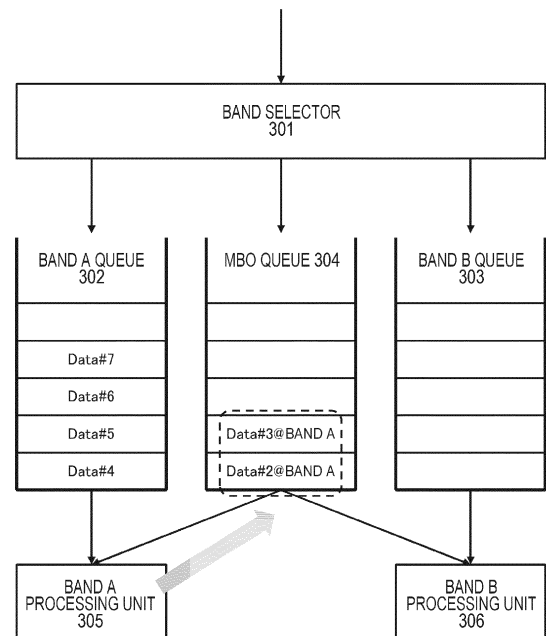 BAND SELECTOR
301
BAND A QUEUE
302
MBO QUEUE 304
BAND B QUEUE
303
Data#7
Data#6
Data#5
Data#4
Data#3@BAND A
Data#2@BAND A
BAND A
PROCESSING UNIT
305
BAND B
PROCESSING UNIT
306